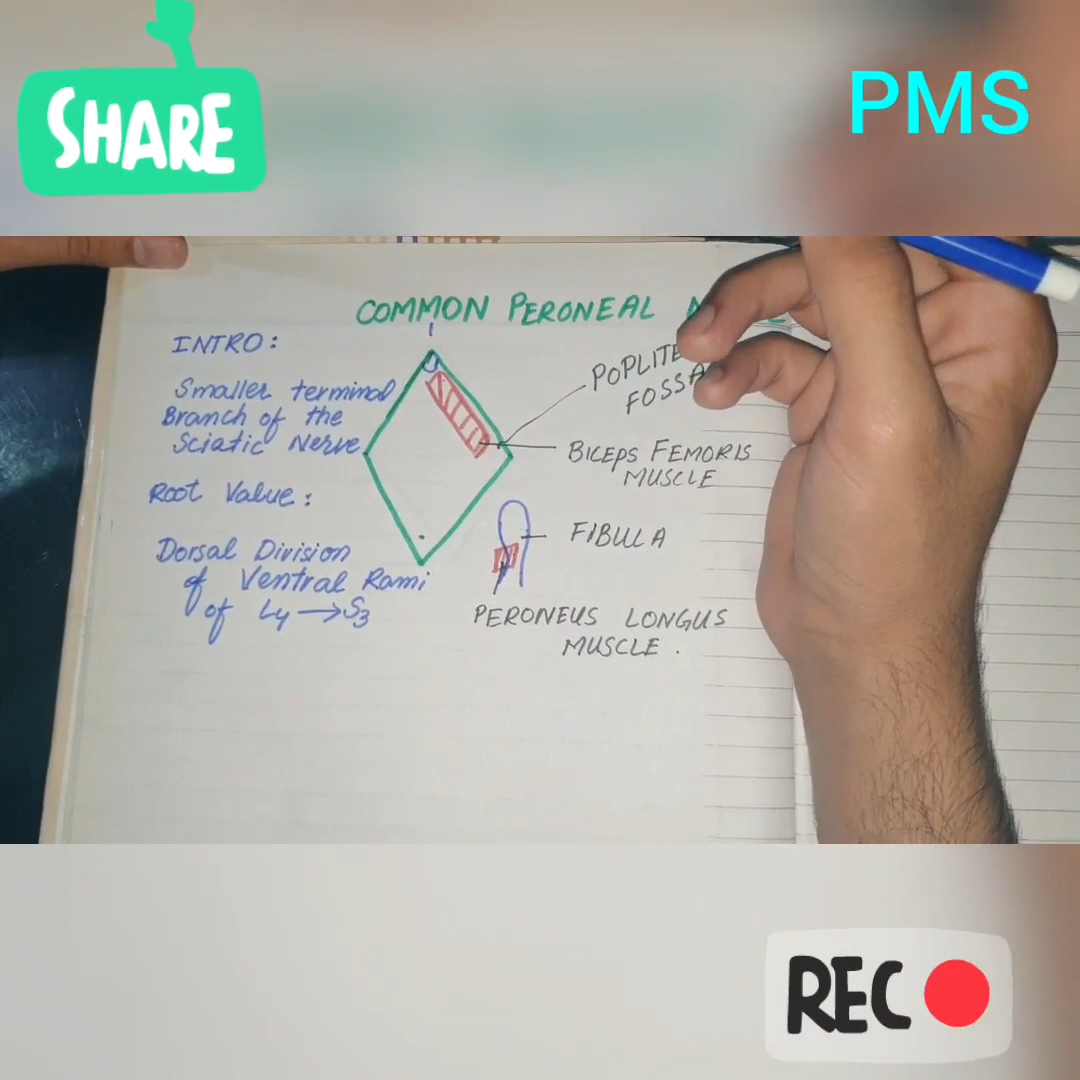 SHARE
PMS
COMMON PERONEAL
INTRO:
Smaller terminal
Branch of the
Sciatic Nerve
Root Value:
Dorsal Division
of Ventral Rami
of L4 → S3
FOSSA
BICEPS FEMORIS
MUSCLE
FIBULA
PERONEUS LONGUS
MUSCLE.
REC